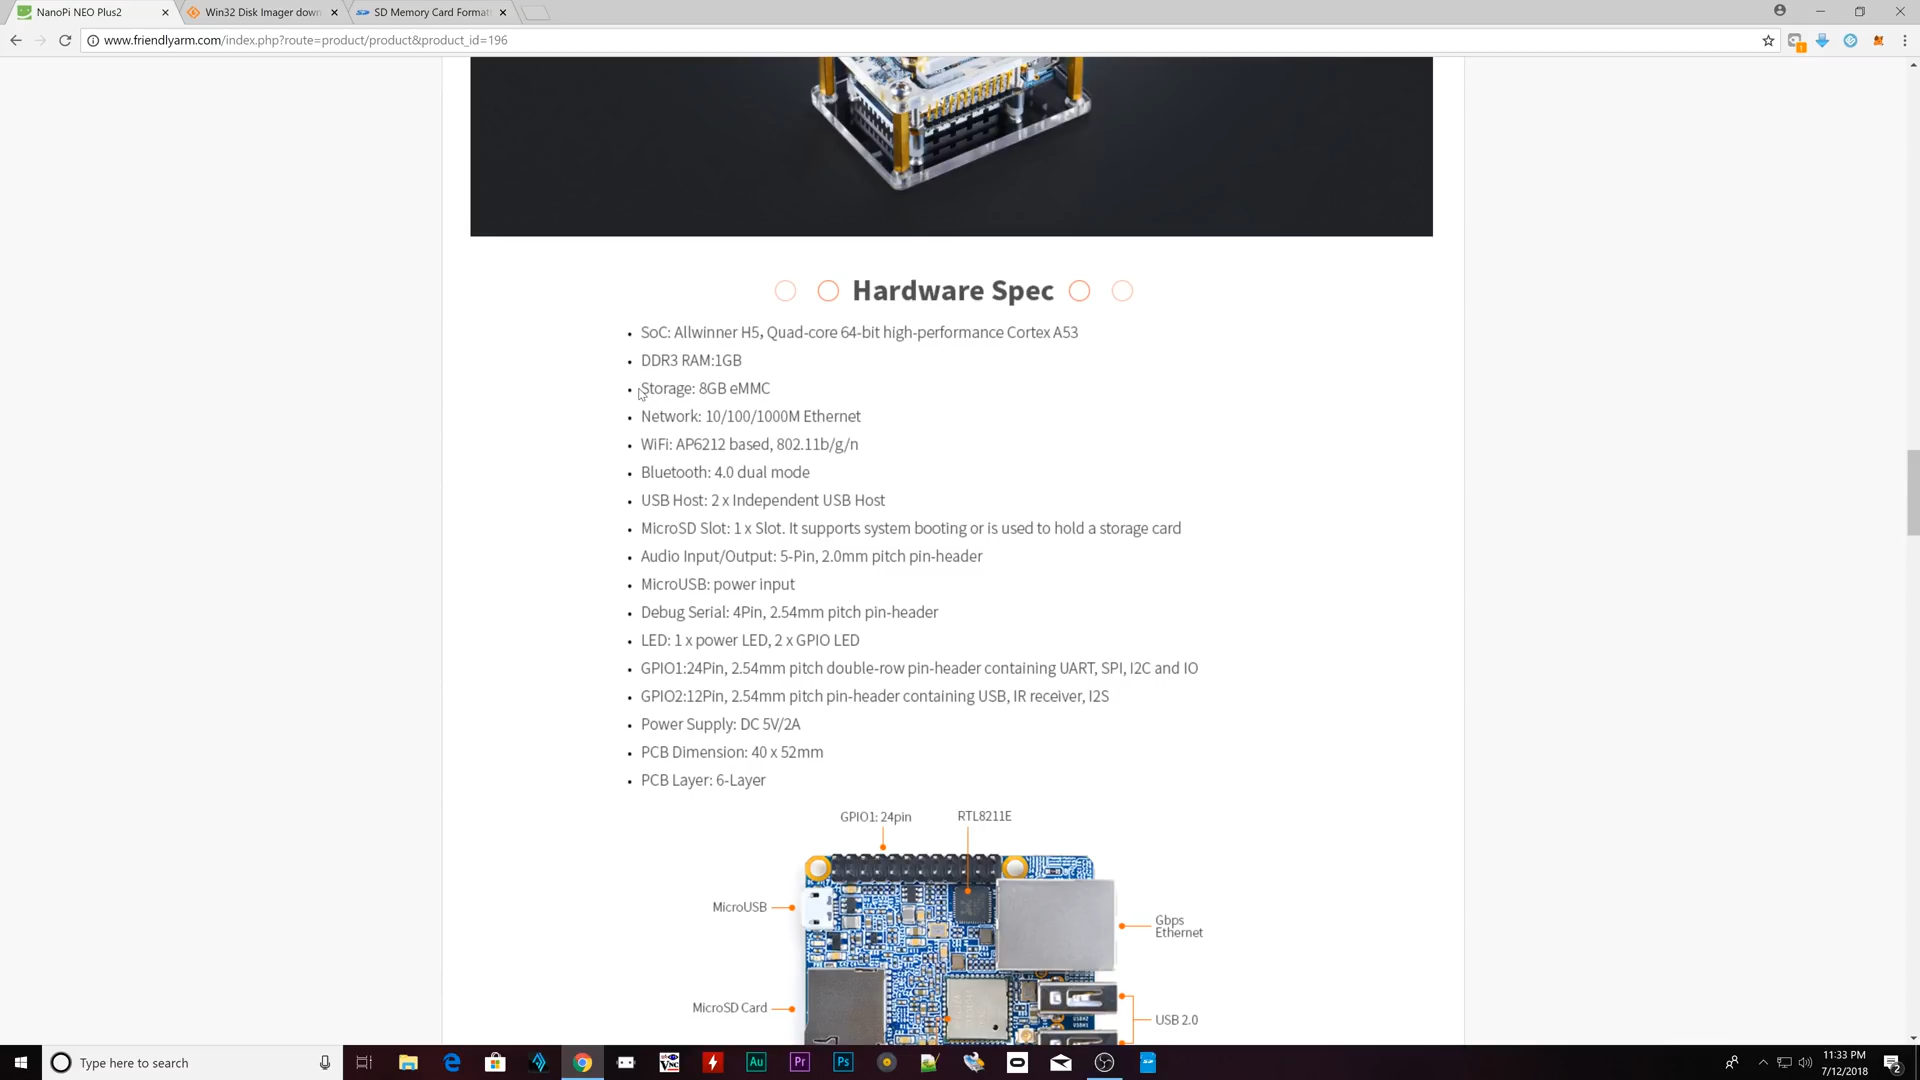 NanoPi NEO Plus2
Win32 Disk Imager down
SD Memory Card Formatt
www.friendlyarm.com/index.php?route=product/product&product_id=196
Hardware Spec
• SoC: Allwinner H5, Quad-core 64-bit high-performance Cortex A53
• DDR3 RAM:1GB
• Storage: 8GB eMMC
• Network: 10/100/1000M Ethernet
• WiFi: AP6212 based, 802.11b/g/n
• Bluetooth: 4.0 dual mode
• USB Host: 2 x Independent USB Host
• MicroSD Slot: 1 x Slot. It supports system booting or is used to hold a storage card
• Audio Input/Output: 5-Pin, 2.0mm pitch pin-header
• MicroUSB: power input
• Debug Serial: 4Pin, 2.54mm pitch pin-header
• LED: 1 x power LED, 2 x GPIO LED
• GPIO1:24Pin, 2.54mm pitch double-row pin-header containing UART, SPI, I2C and IO
• GPIO2:12Pin, 2.54mm pitch pin-header containing USB, IR receiver, I2S
• Power Supply: DC 5V/2A
• PCB Dimension: 40 x 52mm
• PCB Layer: 6-Layer
GPIO1: 24pin
RTL8211E
MicroUSB
Gbps
Ethernet
MicroSD Card
USB 2.0
Type here to search
Au
Pr
Ps
11:33 PM
7/12/2018
2